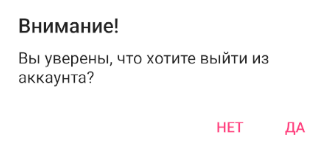 Внимание!
Вы уверены, что хотите выйти из
аккаунта?
НЕТ ДА